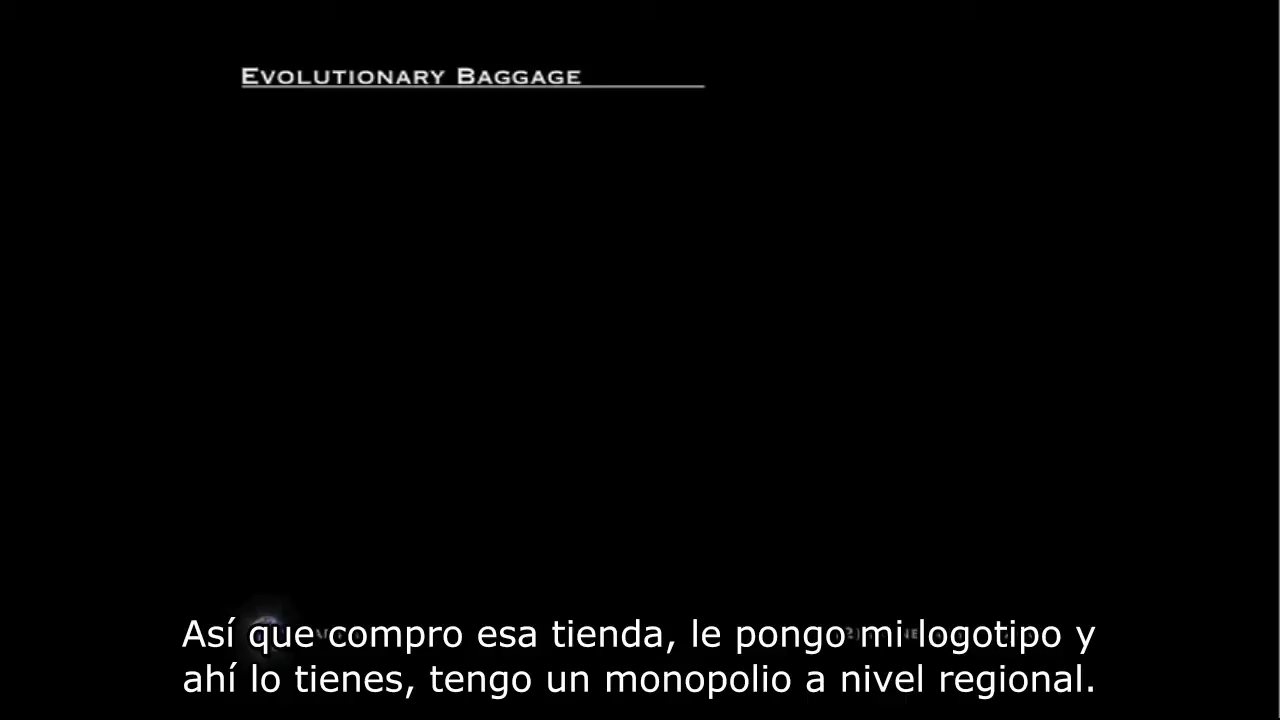 Evolutionary Baggage
Así que compro esa tienda, le pongo mi logotipo y
ahí lo tienes, tengo un monopolio a nivel regional.